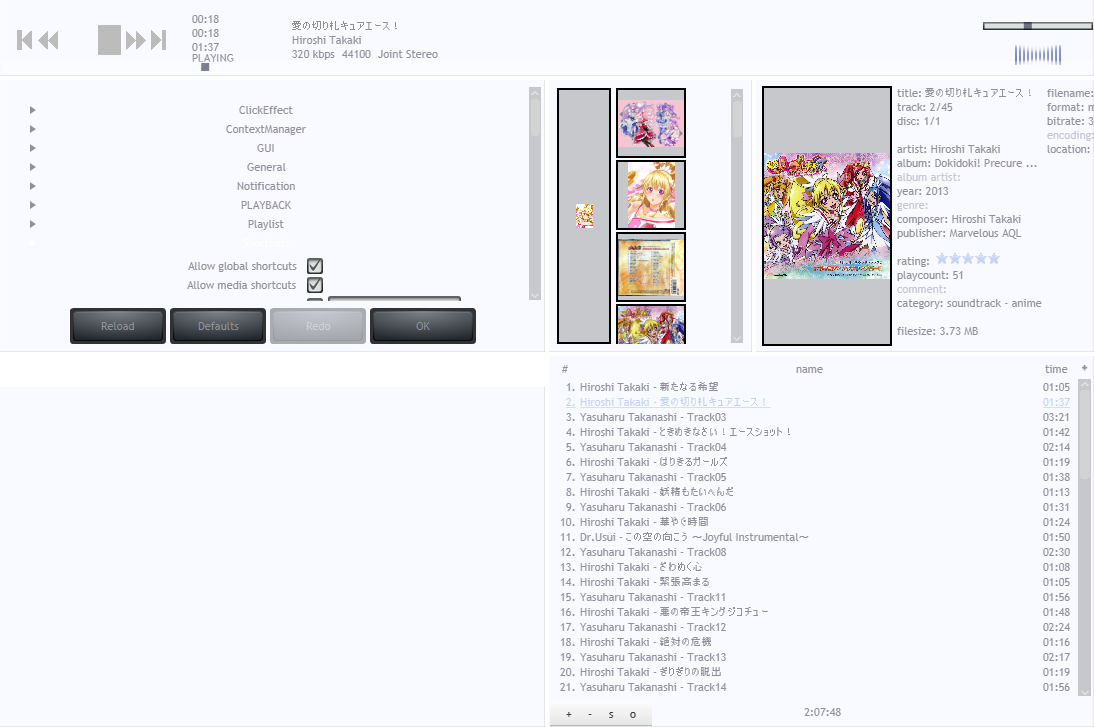 00:18
00:18
01:37
PLAYING
愛の切り札キュアエース！
Hiroshi Takaki
320 kbps 44100 Joint Stereo
ClickEffect
ContextManager
GUI
General
Notification
PLAYBACK
Playlist
Shortcuts
Allow global shortcuts
Allow media shortcuts
Reload Defaults Redo OK
title: 愛の切り札キュアエース！
track: 2/45
disc: 1/1
artist: Hiroshi Takaki
album: Dokidoki! Precure ...
album artist:
year: 2013
genre:
composer: Hiroshi Takaki
publisher: Marvelous AQL
rating:
playcount: 51
comment:
category: soundtrack - anime
filesize: 3.73 MB
filename:
format: m
bitrate: 3
encoding:
location:
# name time +
1. Hiroshi Takaki - 新たなる希望 01:05
2. Hiroshi Takaki - 愛の切り札キュアエース！ 01:37
3. Yasuharu Takanashi - Track03 03:21
4. Hiroshi Takaki - ときめきなさい！エースショット！ 01:42
5. Yasuharu Takanashi - Track04 02:14
6. Hiroshi Takaki - はりきるガールズ 01:19
7. Yasuharu Takanashi - Track05 01:38
8. Hiroshi Takaki - 妖精もたいへんだ 01:13
9. Yasuharu Takanashi - Track06 01:31
10. Hiroshi Takaki - 華やぐ時間 01:24
11. Dr.Usui - この空の向こう ～Joyful Instrumental～ 01:50
12. Yasuharu Takanashi - Track08 02:30
13. Hiroshi Takaki - ざわめく心 01:08
14. Hiroshi Takaki - 緊張高まる 01:05
15. Yasuharu Takanashi - Track11 01:56
16. Hiroshi Takaki - 悪の帝王キングジコチュー 01:48
17. Yasuharu Takanashi - Track12 02:24
18. Hiroshi Takaki - 絶対の危機 01:16
19. Yasuharu Takanashi - Track13 02:17
20. Hiroshi Takaki - ぎりぎりの脱出 01:19
21. Yasuharu Takanashi - Track14 01:56
+ - s o 2:07:48